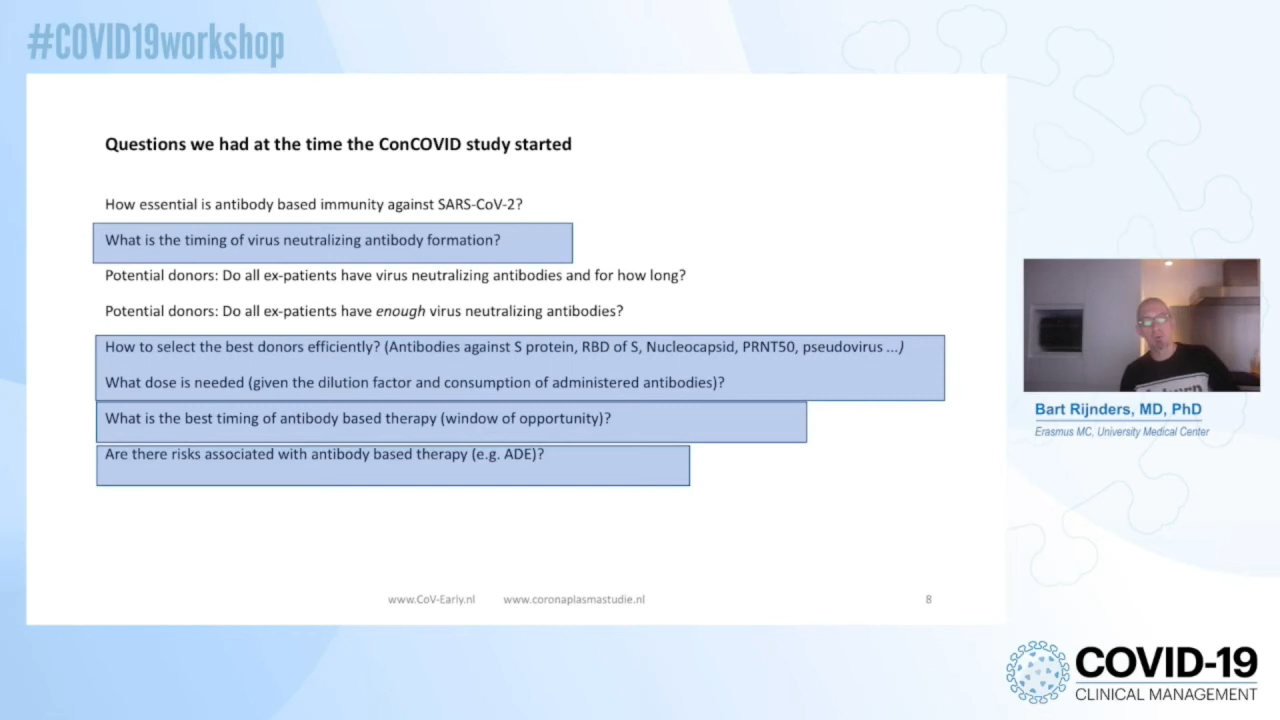 #COVID19workshop
Questions we had at the time the ConCOVID study started
How essential is antibody based immunity against SARS-CoV-2?
What is the timing of virus neutralizing antibody formation?
Potential donors: Do all ex-patients have virus neutralizing antibodies and for how long?
Potential donors: Do all ex-patients have enough virus neutralizing antibodies?
How to select the best donors efficiently? (Antibodies against S protein, RBD of S, Nucleocapsid, PRNT50, pseudovirus ...)
What dose is needed (given the dilution factor and consumption of administered antibodies)?
What is the best timing of antibody based therapy (window of opportunity)?
Are there risks associated with antibody based therapy (e.g. ADE)?
www.CoV-Early.nl www.coronaplasmastudie.nl
8
Bart Rijnders, MD, PhD
Erasmus MC, University Medical Center
COVID-19
CLINICAL MANAGEMENT